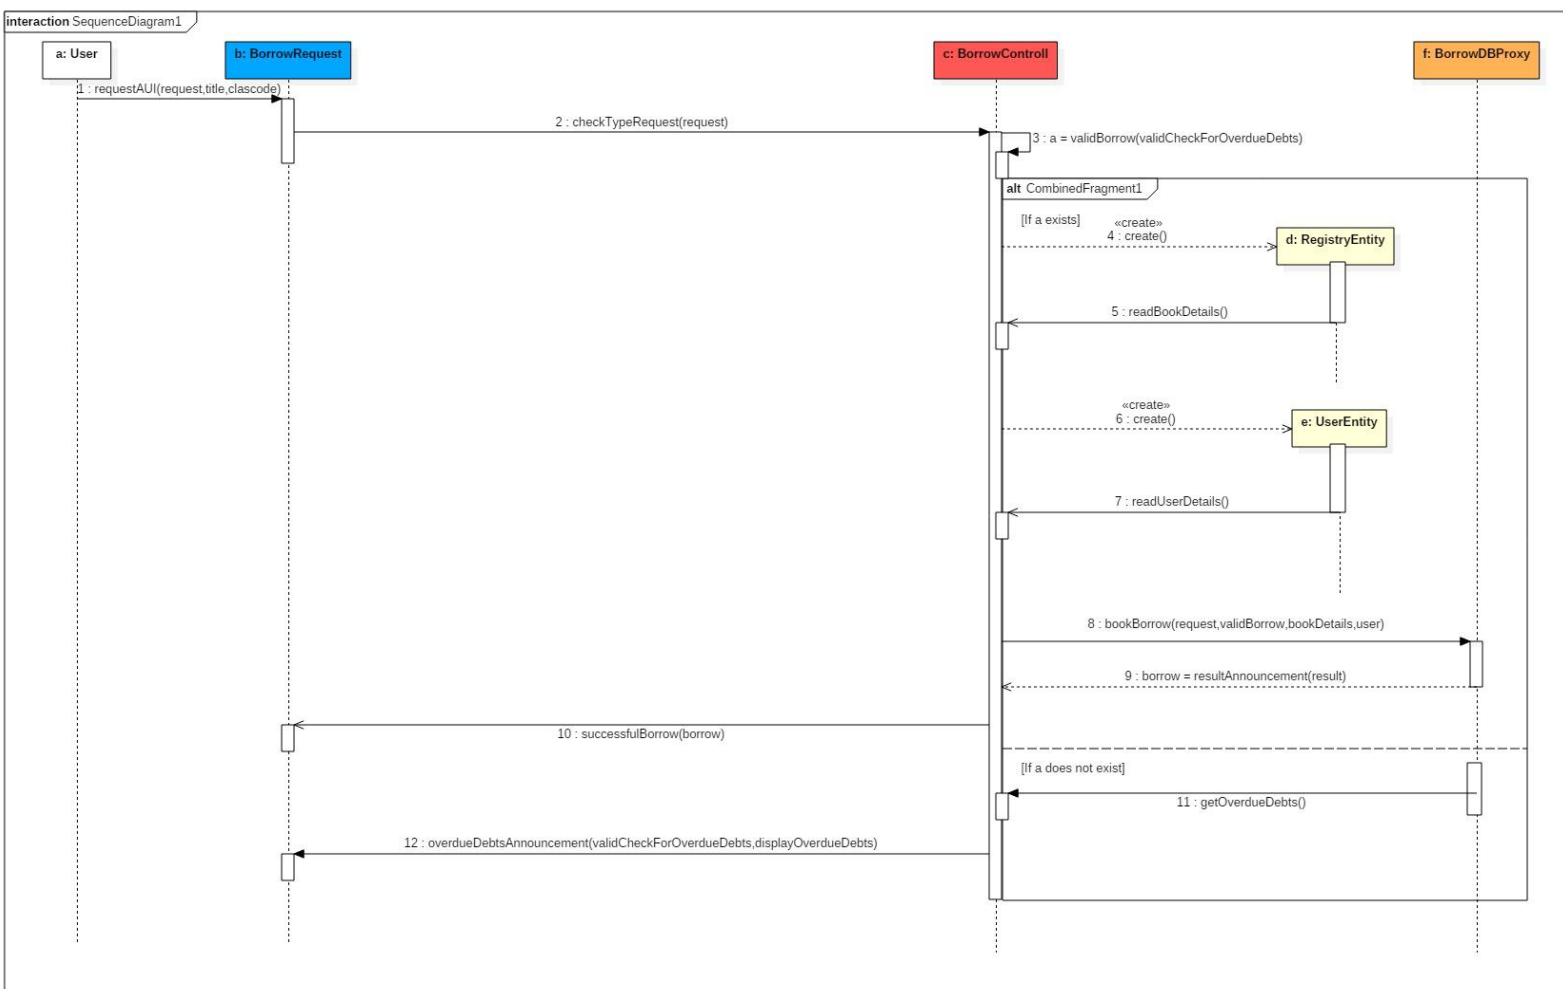 interaction SequenceDiagram1
a: User
b: BorrowRequest
c: BorrowControll
f: BorrowDBProxy
1 : requestAUI(request,title,clascode)
2 : checkTypeRequest(request)
3 : a = validBorrow(validCheckForOverdueDebts)
alt CombinedFragment1
[If a exists]
«create»
4 : create()
d: RegistryEntity
5 : readBookDetails()
«create»
6 : create()
e: UserEntity
7 : readUserDetails()
8 : bookBorrow(request,validBorrow,bookDetails,user)
9 : borrow = resultAnnouncement(result)
10 : successfulBorrow(borrow)
[If a does not exist]
11 : getOverdueDebts()
12 : overdueDebtsAnnouncement(validCheckForOverdueDebts,displayOverdueDebts)